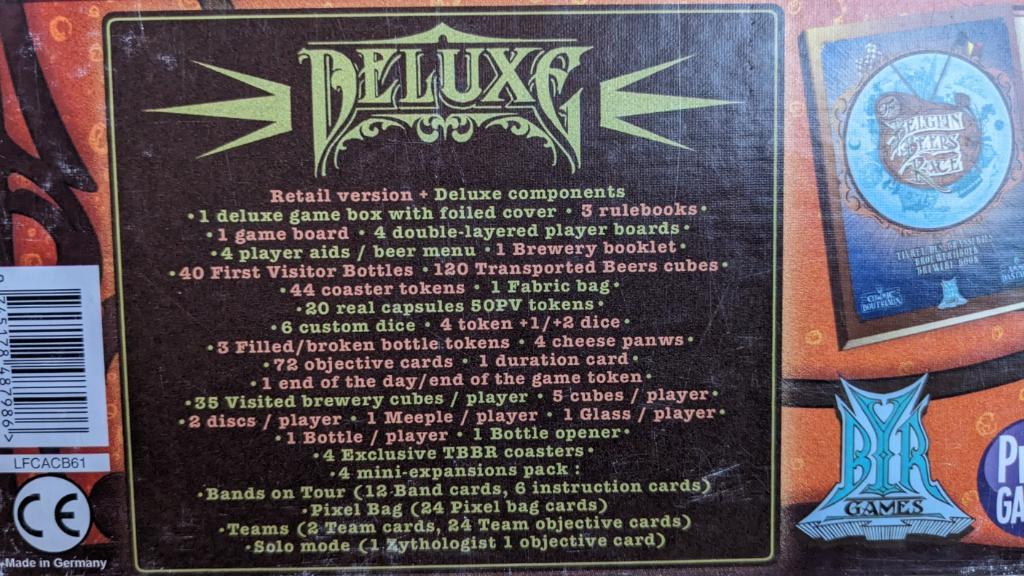 DELUXE
Retail version + Deluxe components
• 1 deluxe game box with foiled cover • 3 rulebooks •
• 1 game board • 4 double-layered player boards •
• 4 player aids / beer menu • 1 Brewery booklet •
• 40 First Visitor Bottles • 120 Transported Beers cubes •
• 44 coaster tokens • 1 Fabric bag •
• 20 real capsules 50PV tokens •
• 6 custom dice • 4 token +1/+2 dice •
• 3 Filled/broken bottle tokens • 4 cheese panws •
• 72 objective cards • 1 duration card •
• 1 end of the day/end of the game token •
• 35 Visited brewery cubes / player • 5 cubes / player •
• 2 discs / player • 1 Meeple / player • 1 Glass / player •
• 1 Bottle / player • 1 Bottle opener •
• 4 Exclusive TBBR coasters •
• 4 mini-expansions pack :
• Bands on Tour (12 Band cards, 6 instruction cards)
• Pixel Bag (24 Pixel bag cards)
• Teams (2 Team cards, 24 Team objective cards)
• Solo mode (1 Zythologist 1 objective card)
LFCACB61
CE
Made in Germany
BELGIAN
BEERS
RACE
BYR
GAMES